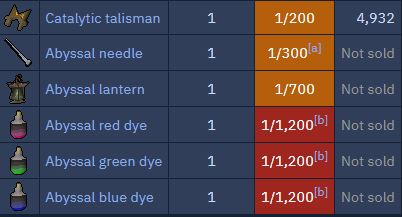 Catalytic talisman 1 1/200 4,932
Abyssal needle 1 1/300[a] Not sold
Abyssal lantern 1 1/700 Not sold
Abyssal red dye 1 1/1,200[b] Not sold
Abyssal green dye 1 1/1,200[b] Not sold
Abyssal blue dye 1 1/1,200[b] Not sold